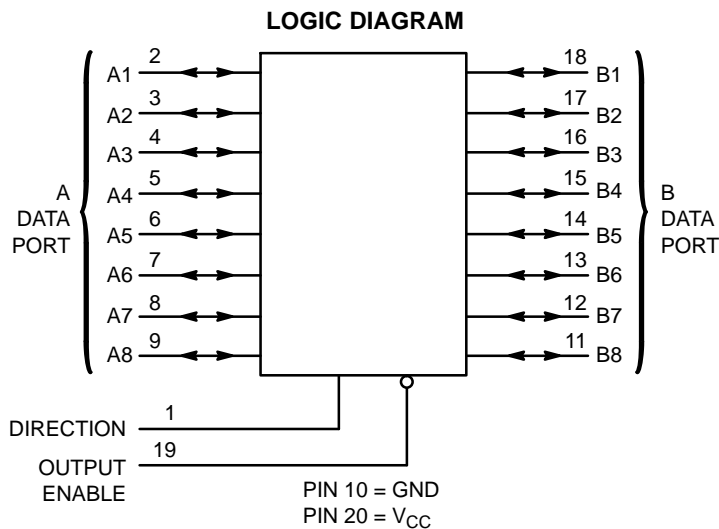 LOGIC DIAGRAM
A1 2
A2 3
A3 4
A4 5
A5 6
A6 7
A7 8
A8 9
A
DATA
PORT
18 B1
17 B2
16 B3
15 B4
14 B5
13 B6
12 B7
11 B8
B
DATA
PORT
DIRECTION 1
OUTPUT 19
ENABLE
PIN 10 = GND
PIN 20 = VCC